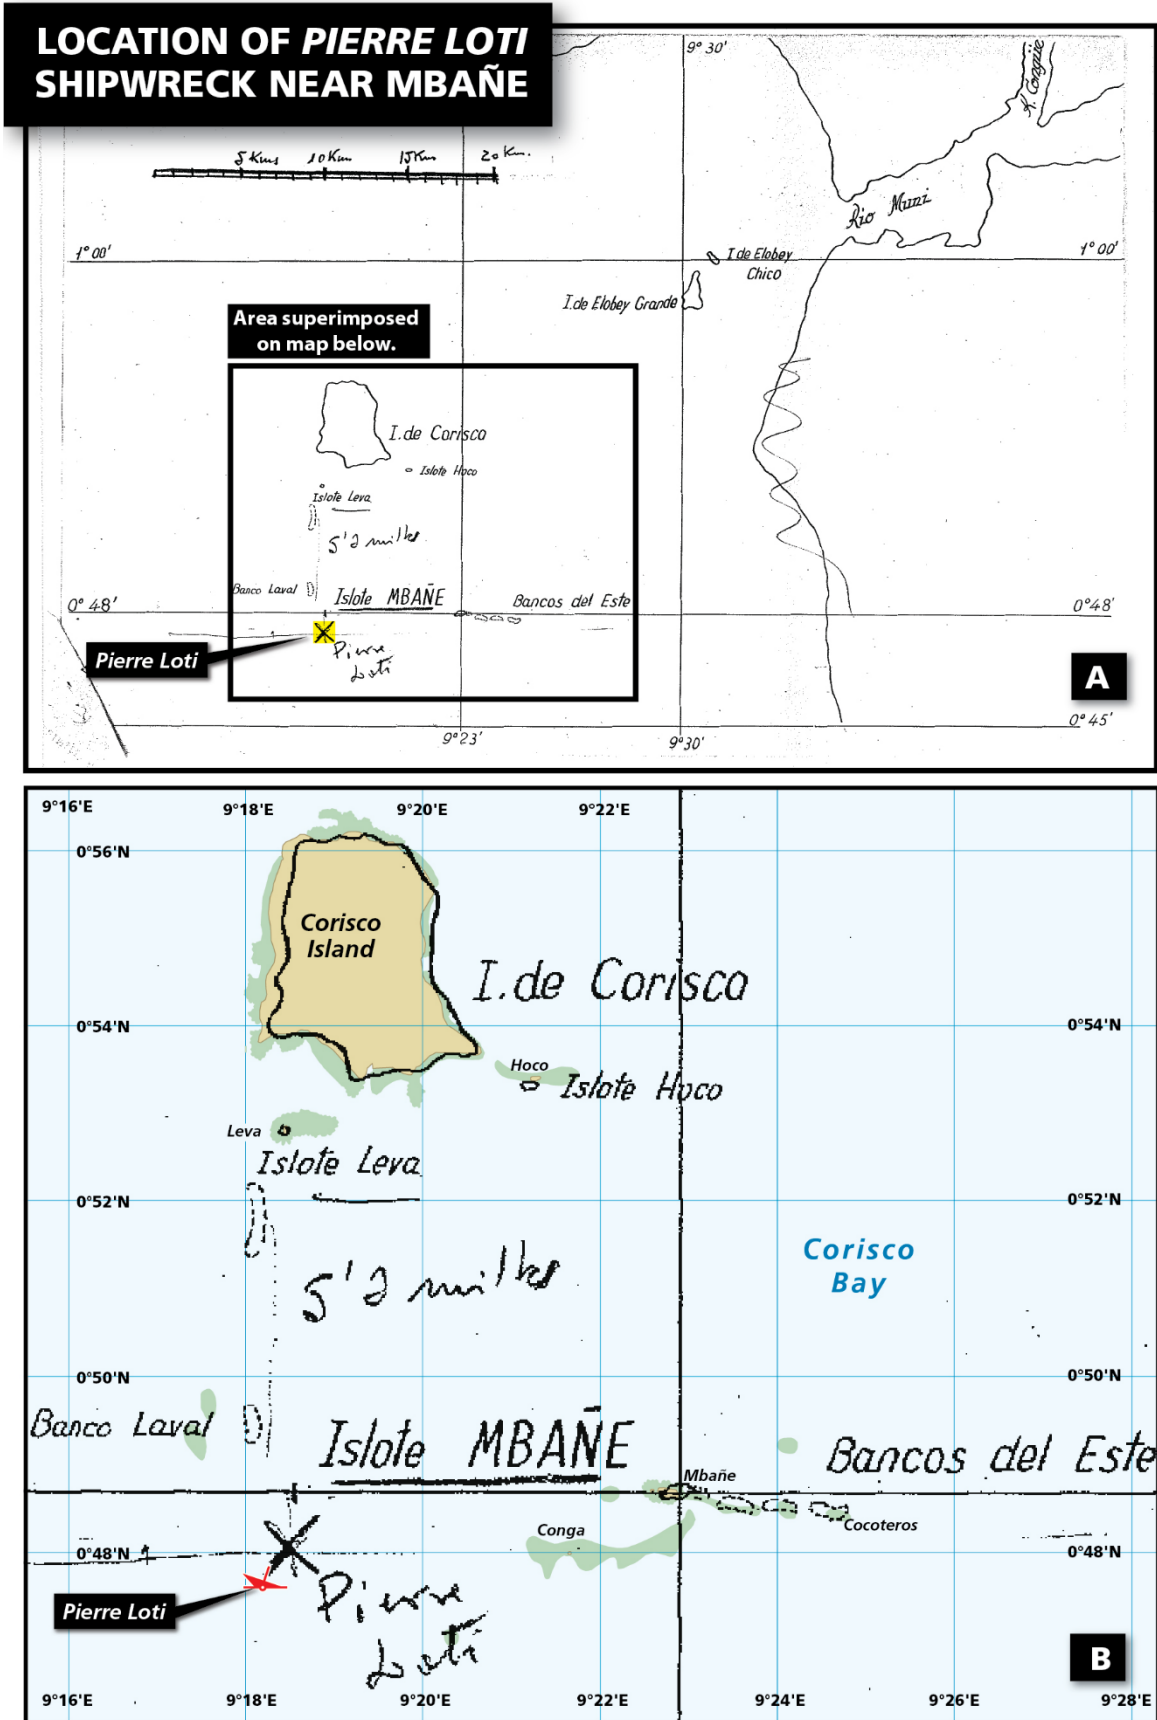 LOCATION OF PIERRE LOTI
SHIPWRECK NEAR MBAÑE
9° 30'
R. Congüe
5 Kms 10 Km 15 Km 20 Km.
Rio Muni
1° 00'
1° 00'
I de Elobey
Chico
I.de Elobey Grande
Area superimposed
on map below.
I.de Corisco
Islote Hoco
Islote Leva
5'2 milles
Banco Laval
Islote MBAÑE
Bancos del Este
0° 48'
0°48'
Pierre Loti
Pierre
Loti
A
0° 45'
9°23'
9°30'
9°16'E
9°18'E
9°20'E
9°22'E
0°56'N
Corisco
Island
I.de Corisco
0°54'N
0°54'N
Hoco
Islote Hoco
Leva
Islote Leva
0°52'N
0°52'N
Corisco
Bay
5'2 milles
0°50'N
0°50'N
Banco Laval
Islote MBAÑE
Bancos del Este
Mbañe
Conga
Cocoteros
0°48'N
0°48'N
Pierre Loti
Pierre
Loti
B
9°16'E
9°18'E
9°20'E
9°22'E
9°24'E
9°26'E
9°28'E